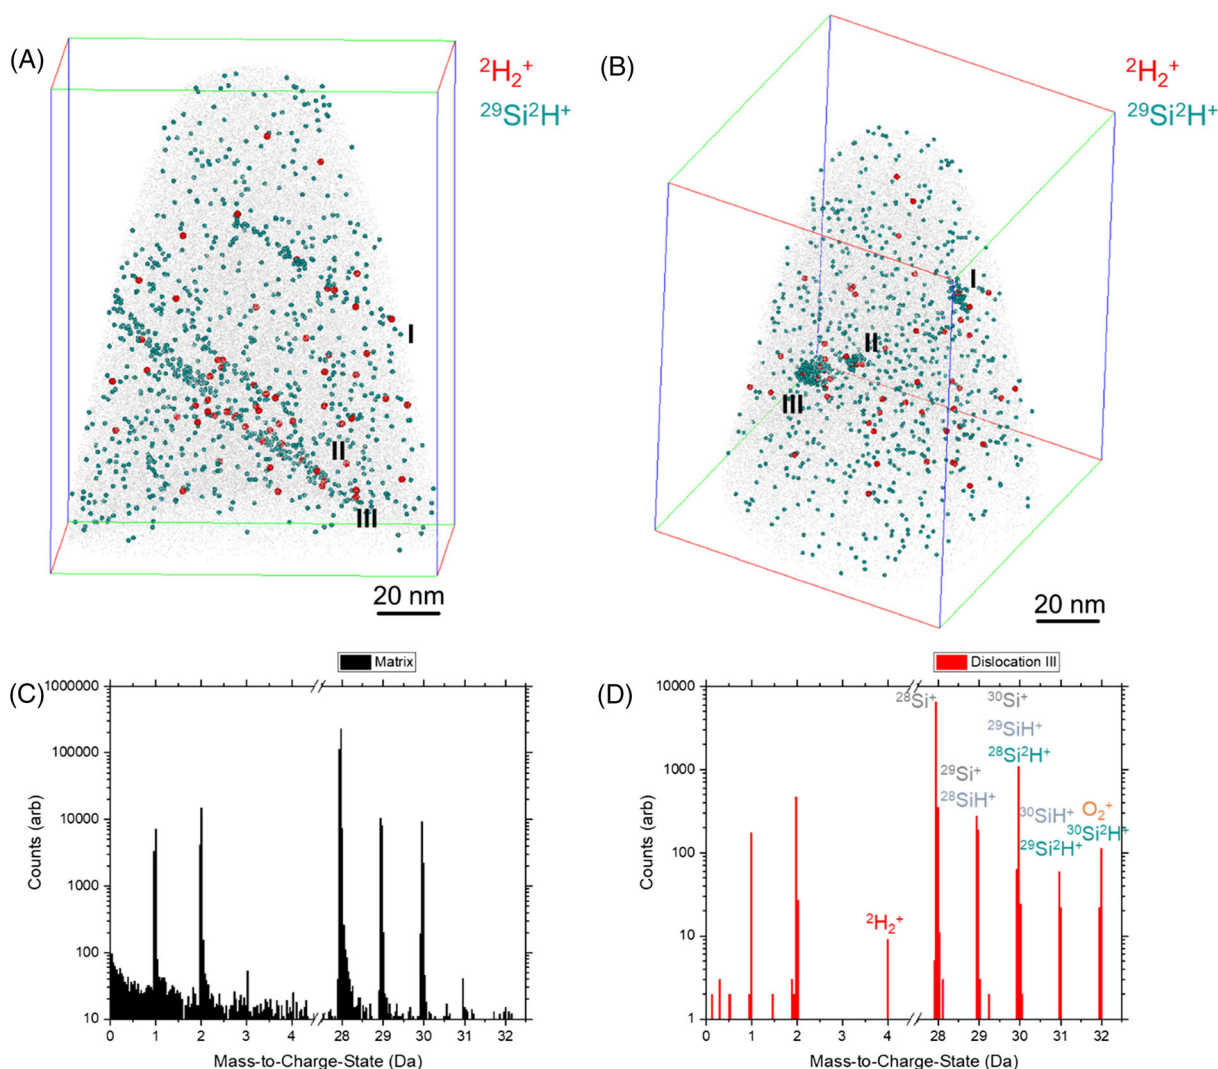 (A)
²H₂⁺
²⁹Si²H⁺
I
II
III
20 nm
(B)
²H₂⁺
²⁹Si²H⁺
I
II
III
20 nm
(C)
Matrix
1000000
100000
10000
1000
100
10
Counts (arb)
0 1 2 3 4 28 29 30 31 32
Mass-to-Charge-State (Da)
(D)
Dislocation III
10000
1000
100
10
1
Counts (arb)
²⁸Si⁺
³⁰Si⁺
²⁹SiH⁺
²⁸Si²H⁺
²⁹Si⁺
²⁸SiH⁺
³⁰SiH⁺
O₂⁺
³⁰Si²H⁺
²⁹Si²H⁺
²H₂⁺
0 1 2 3 4 28 29 30 31 32
Mass-to-Charge-State (Da)